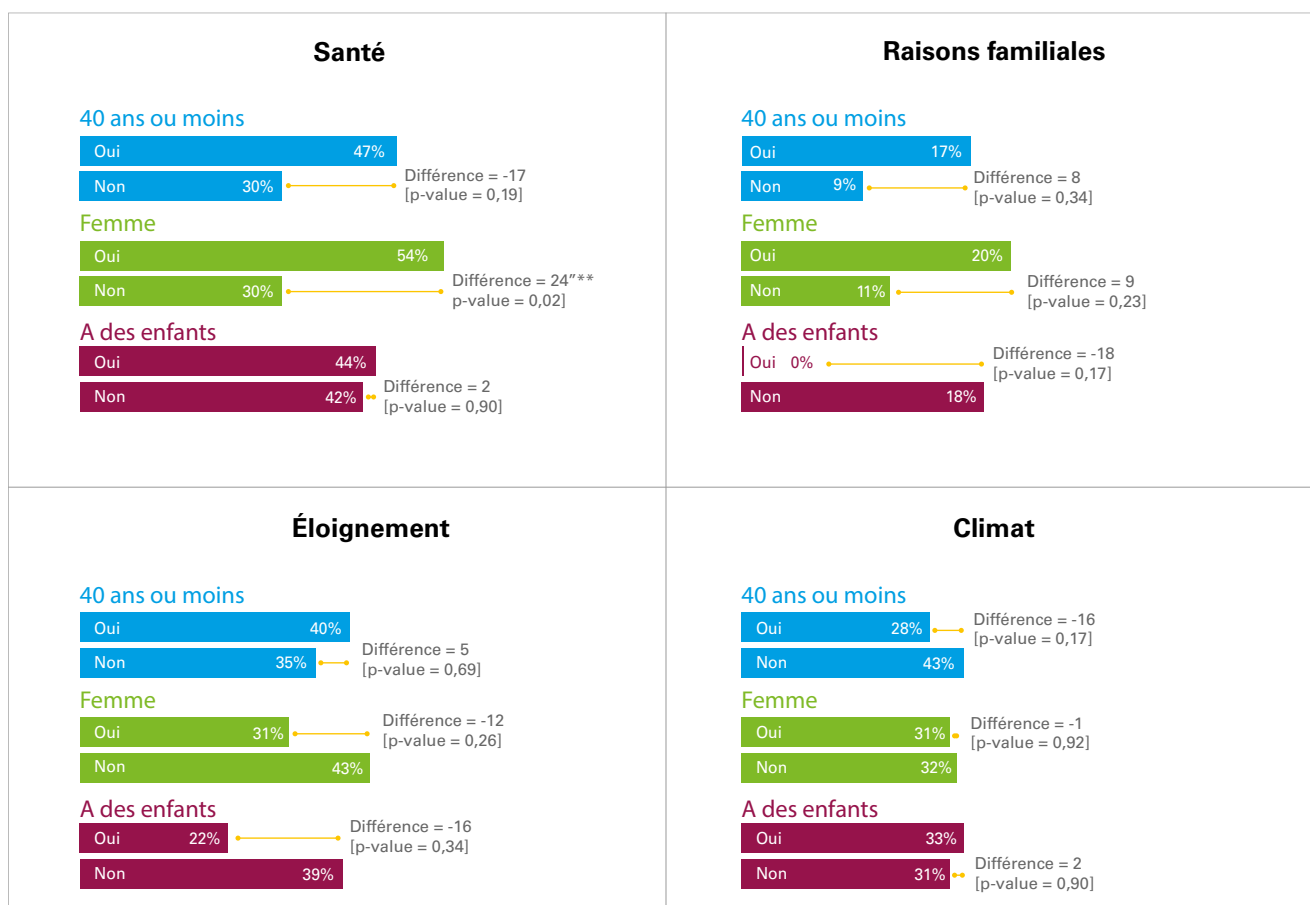 Santé
40 ans ou moins
Oui 47%
Non 30%
Différence = -17
[p-value = 0,19]
Femme
Oui 54%
Non 30%
Différence = 24"**
p-value = 0,02]
A des enfants
Oui 44%
Non 42%
Différence = 2
[p-value = 0,90]
Raisons familiales
40 ans ou moins
Oui 17%
Non 9%
Différence = 8
[p-value = 0,34]
Femme
Oui 20%
Non 11%
Différence = 9
[p-value = 0,23]
A des enfants
Oui 0%
Différence = -18
[p-value = 0,17]
Non 18%
Éloignement
40 ans ou moins
Oui 40%
Non 35%
Différence = 5
[p-value = 0,69]
Femme
Oui 31%
Différence = -12
[p-value = 0,26]
Non 43%
A des enfants
Oui 22%
Différence = -16
[p-value = 0,34]
Non 39%
Climat
40 ans ou moins
Oui 28%
Différence = -16
[p-value = 0,17]
Non 43%
Femme
Oui 31%
Différence = -1
[p-value = 0,92]
Non 32%
A des enfants
Oui 33%
Non 31%
Différence = 2
[p-value = 0,90]